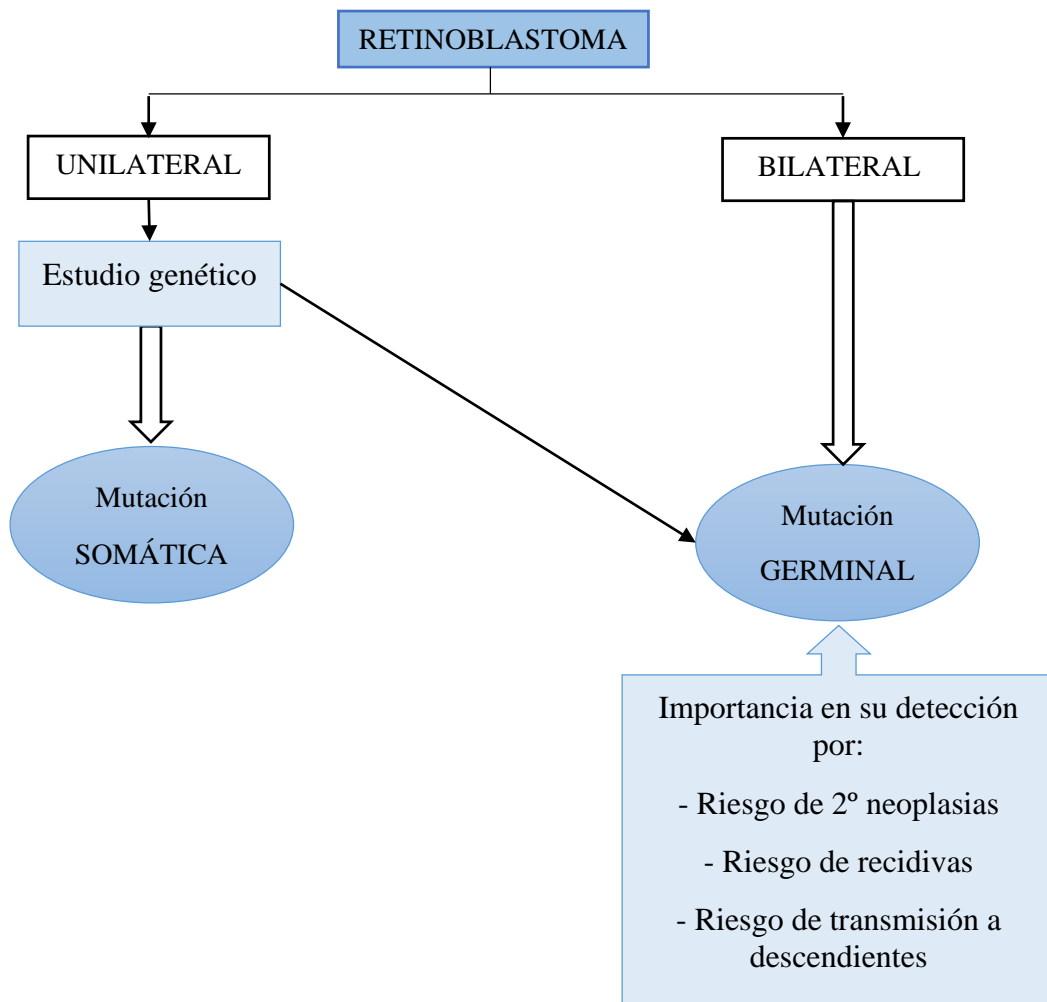 RETINOBLASTOMA
UNILATERAL
BILATERAL
Estudio genético
Mutación
SOMÁTICA
Mutación
GERMINAL
Importancia en su detección
por:
- Riesgo de 2º neoplasias
- Riesgo de recidivas
- Riesgo de transmisión a
descendientes